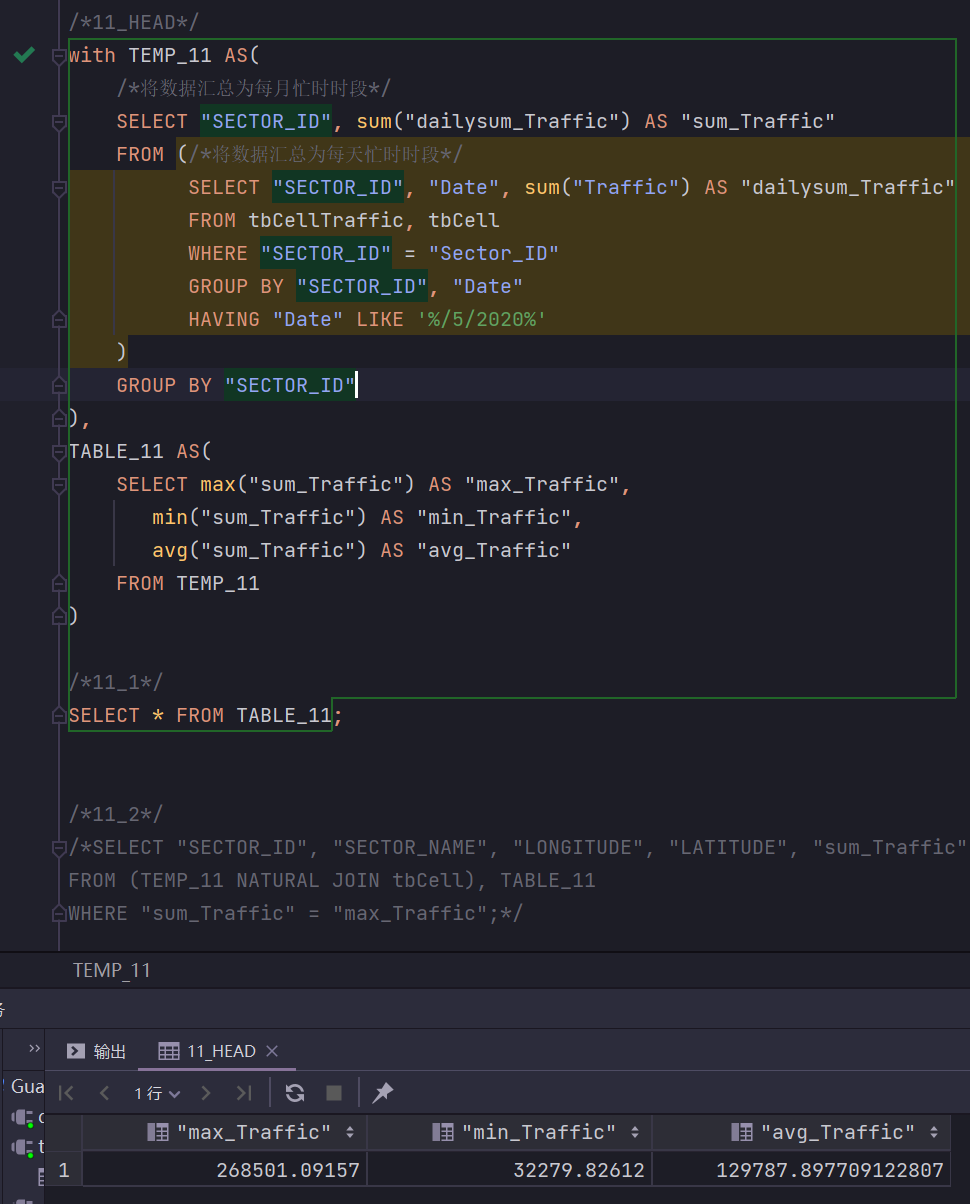 /*11_HEAD*/
with TEMP_11 AS(
/*将数据汇总为每月忙时时段*/
SELECT "SECTOR_ID", sum("dailysum_Traffic") AS "sum_Traffic"
FROM (/*将数据汇总为每天忙时时段*/
SELECT "SECTOR_ID", "Date", sum("Traffic") AS "dailysum_Traffic"
FROM tbCellTraffic, tbCell
WHERE "SECTOR_ID" = "Sector_ID"
GROUP BY "SECTOR_ID", "Date"
HAVING "Date" LIKE '%/5/2020%'
)
GROUP BY "SECTOR_ID"
),
TABLE_11 AS(
SELECT max("sum_Traffic") AS "max_Traffic",
min("sum_Traffic") AS "min_Traffic",
avg("sum_Traffic") AS "avg_Traffic"
FROM TEMP_11
)
/*11_1*/
SELECT * FROM TABLE_11;
/*11_2*/
/*SELECT "SECTOR_ID", "SECTOR_NAME", "LONGITUDE", "LATITUDE", "sum_Traffic"
FROM (TEMP_11 NATURAL JOIN tbCell), TABLE_11
WHERE "sum_Traffic" = "max_Traffic";*/
TEMP_11
输出 11_HEAD
Gua
1 行
"max_Traffic" "min_Traffic" "avg_Traffic"
1 268501.09157 32279.82612 129787.897709122807